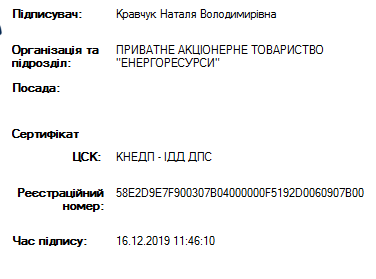 Підписувач: Кравчук Наталя Володимирівна
Організація та ПРИВАТНЕ АКЦІОНЕРНЕ ТОВАРИСТВО
підрозділ: "ЕНЕРГОРЕСУРСИ"
Посада:
Сертифікат
ЦСК: КНЕДП - ІДД ДПС
Реєстраційний 58E2D9E7F900307B04000000F5192D0060907B00
номер:
Час підпису: 16.12.2019 11:46:10